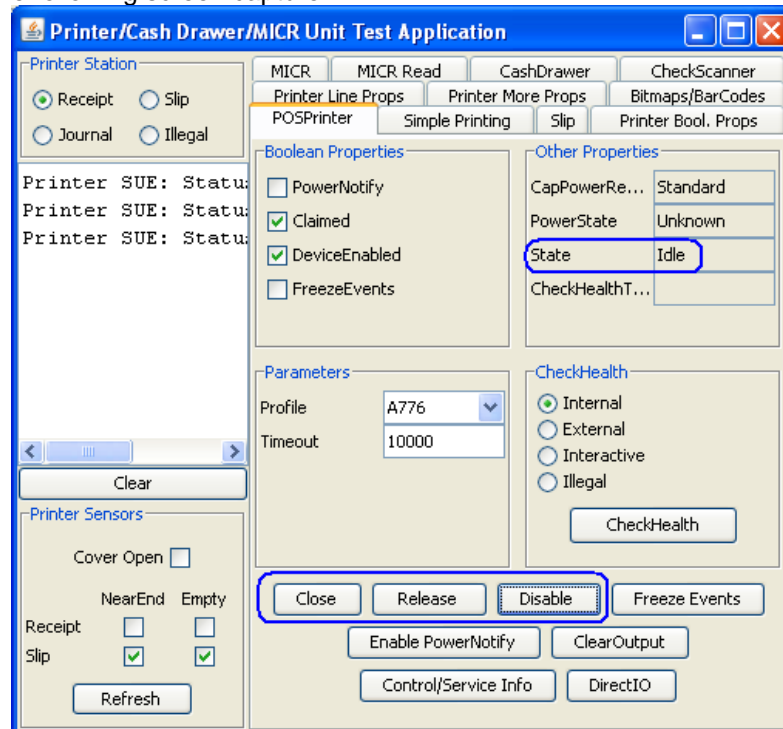 Printer/Cash Drawer/MICR Unit Test Application
Printer Station
Receipt Slip
Journal Illegal
Printer SUE: Statu
Printer SUE: Statu
Printer SUE: Statu
Clear
Printer Sensors
Cover Open
NearEnd Empty
Receipt
Slip
Refresh
MICR MICR Read CashDrawer CheckScanner
Printer Line Props Printer More Props Bitmaps/BarCodes
POSPrinter Simple Printing Slip Printer Bool. Props
Boolean Properties
PowerNotify
Claimed
DeviceEnabled
FreezeEvents
Other Properties
CapPowerRe... Standard
PowerState Unknown
State Idle
CheckHealthT...
Parameters
Profile A776
Timeout 10000
CheckHealth
Internal
External
Interactive
Illegal
CheckHealth
Close Release Disable Freeze Events
Enable PowerNotify ClearOutput
Control/Service Info DirectIO